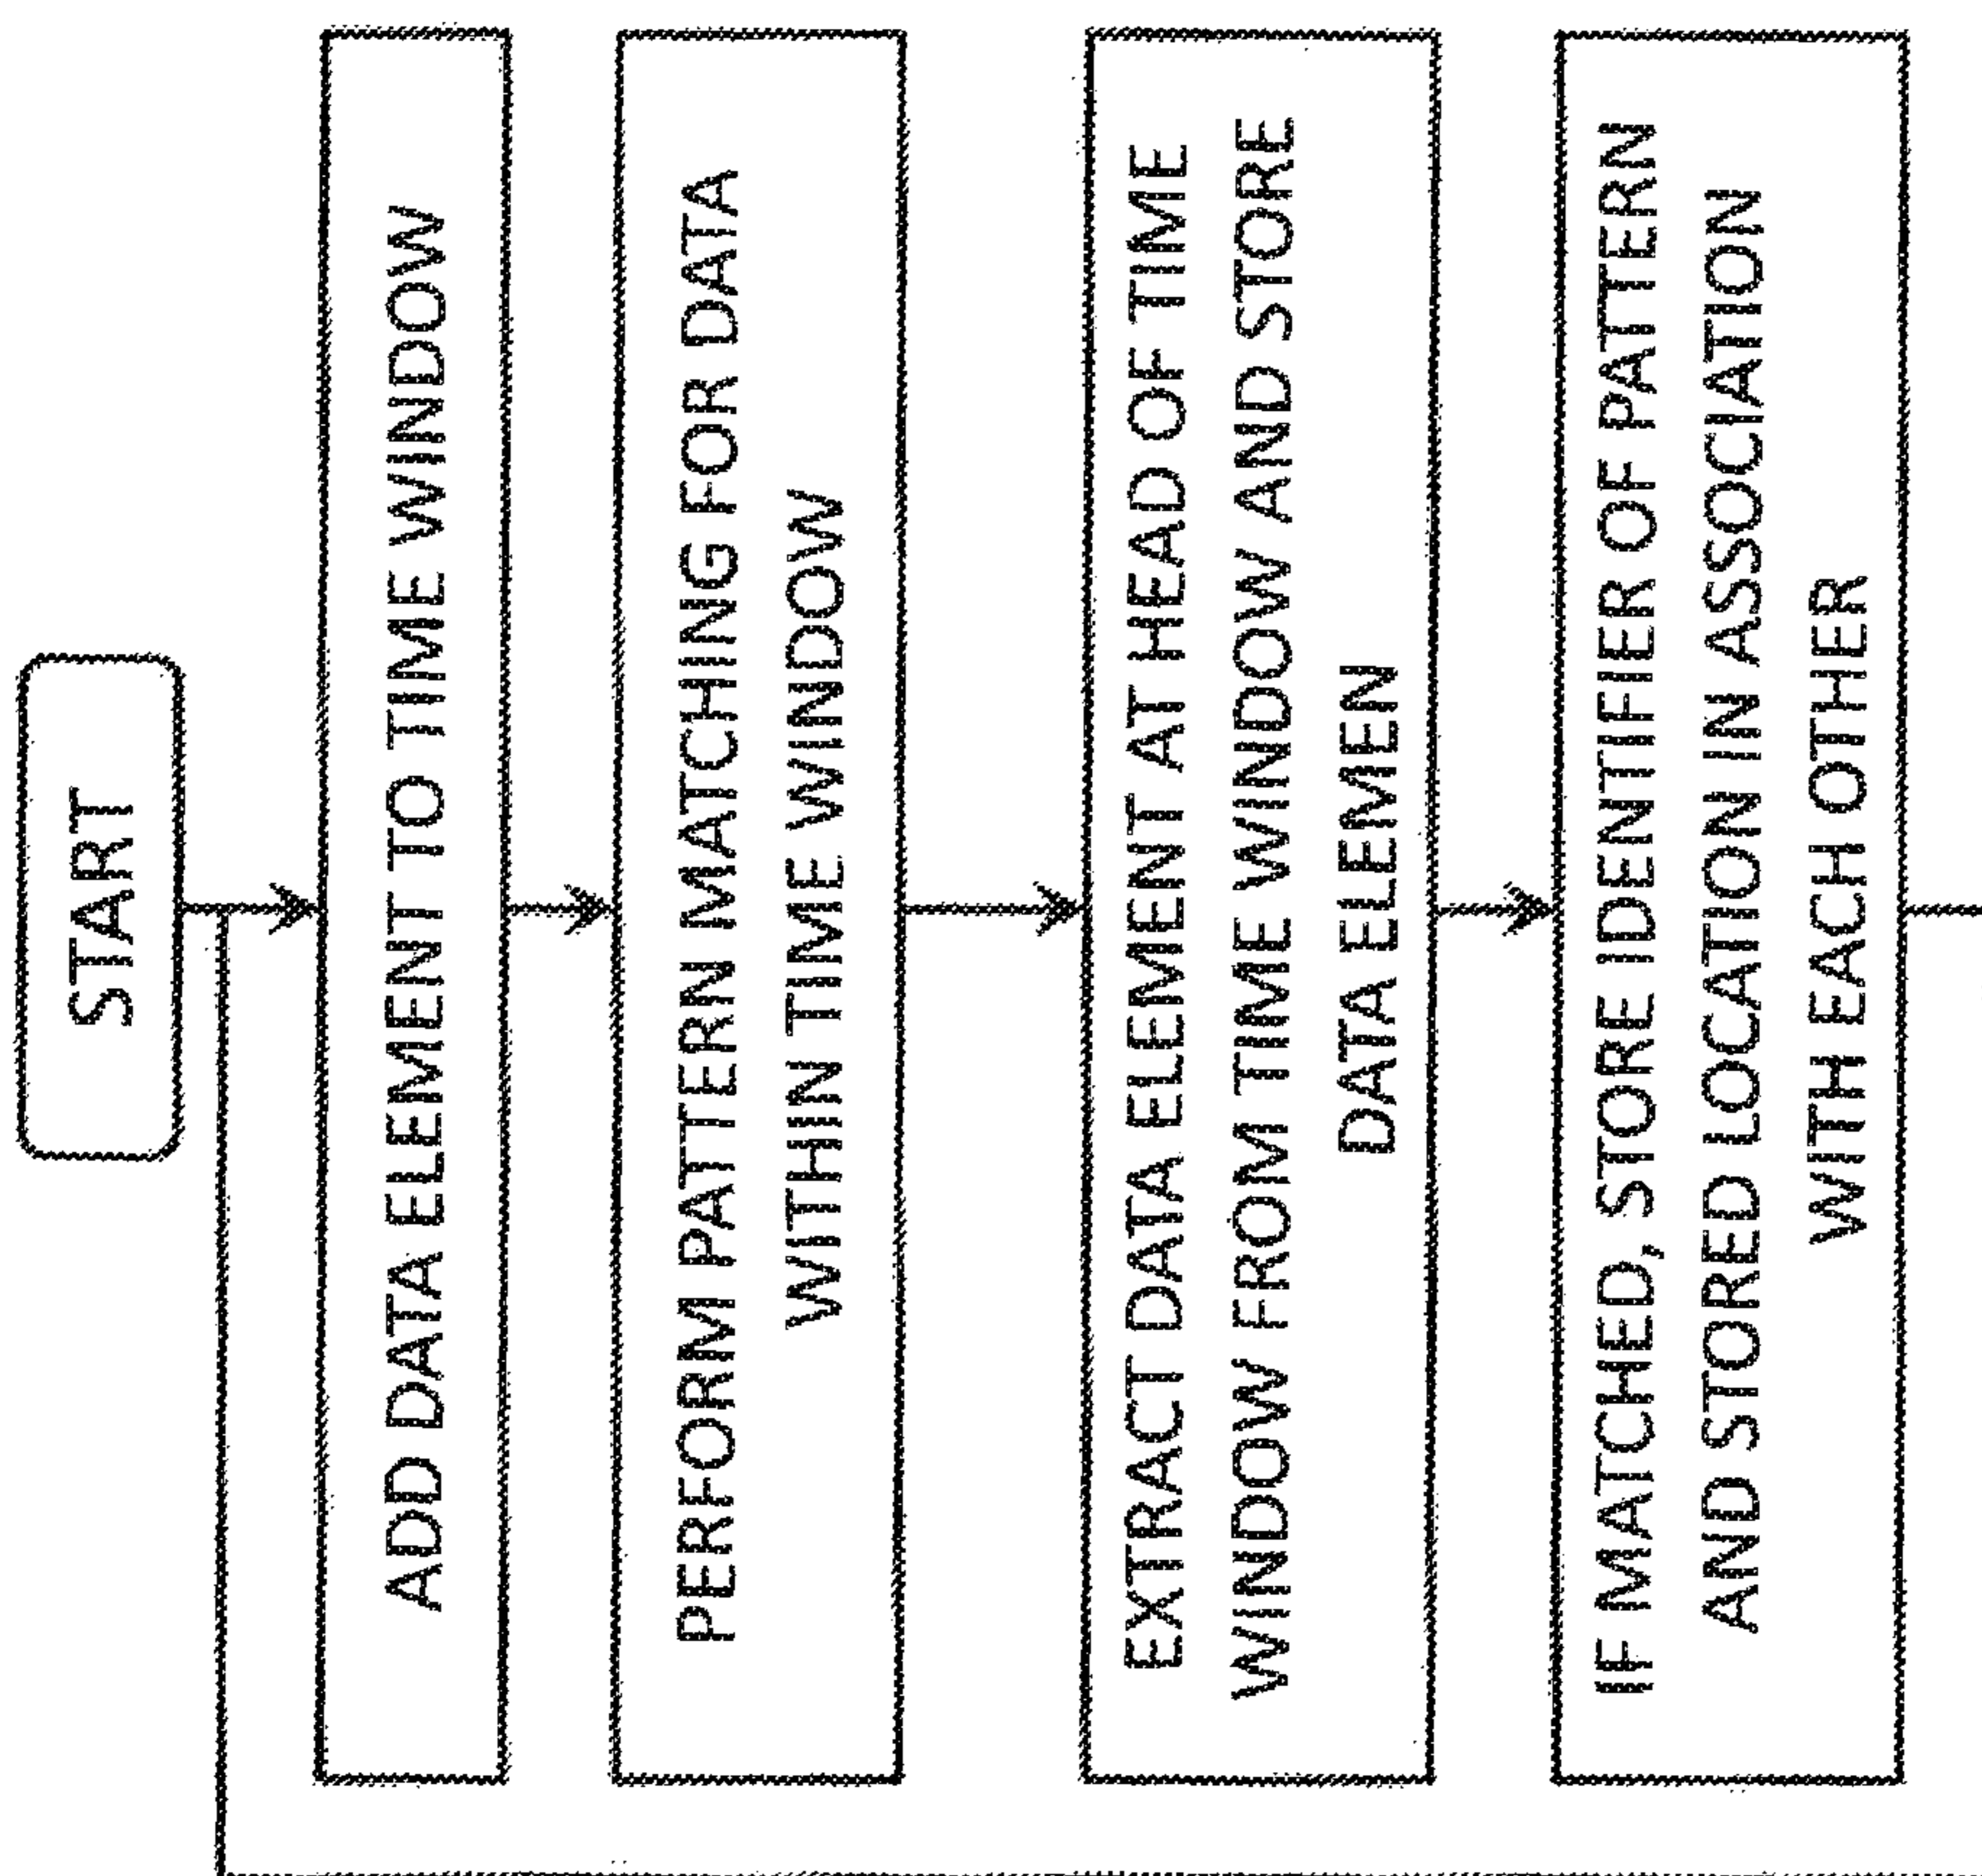 START
ADD DATA ELEMENT TO TIME WINDOW
PERFORM PATTERN MATCHING FOR DATA
WITHIN TIME WINDOW
EXTRACT DATA ELEMENT AT HEAD OF TIME
WINDOW FROM TIME WINDOW AND STORE
DATA ELEMEN
IF MATCHED, STORE IDENTIFIER OF PATTERN
AND STORED LOCATION IN ASSOCIATION
WITH EACH OTHER